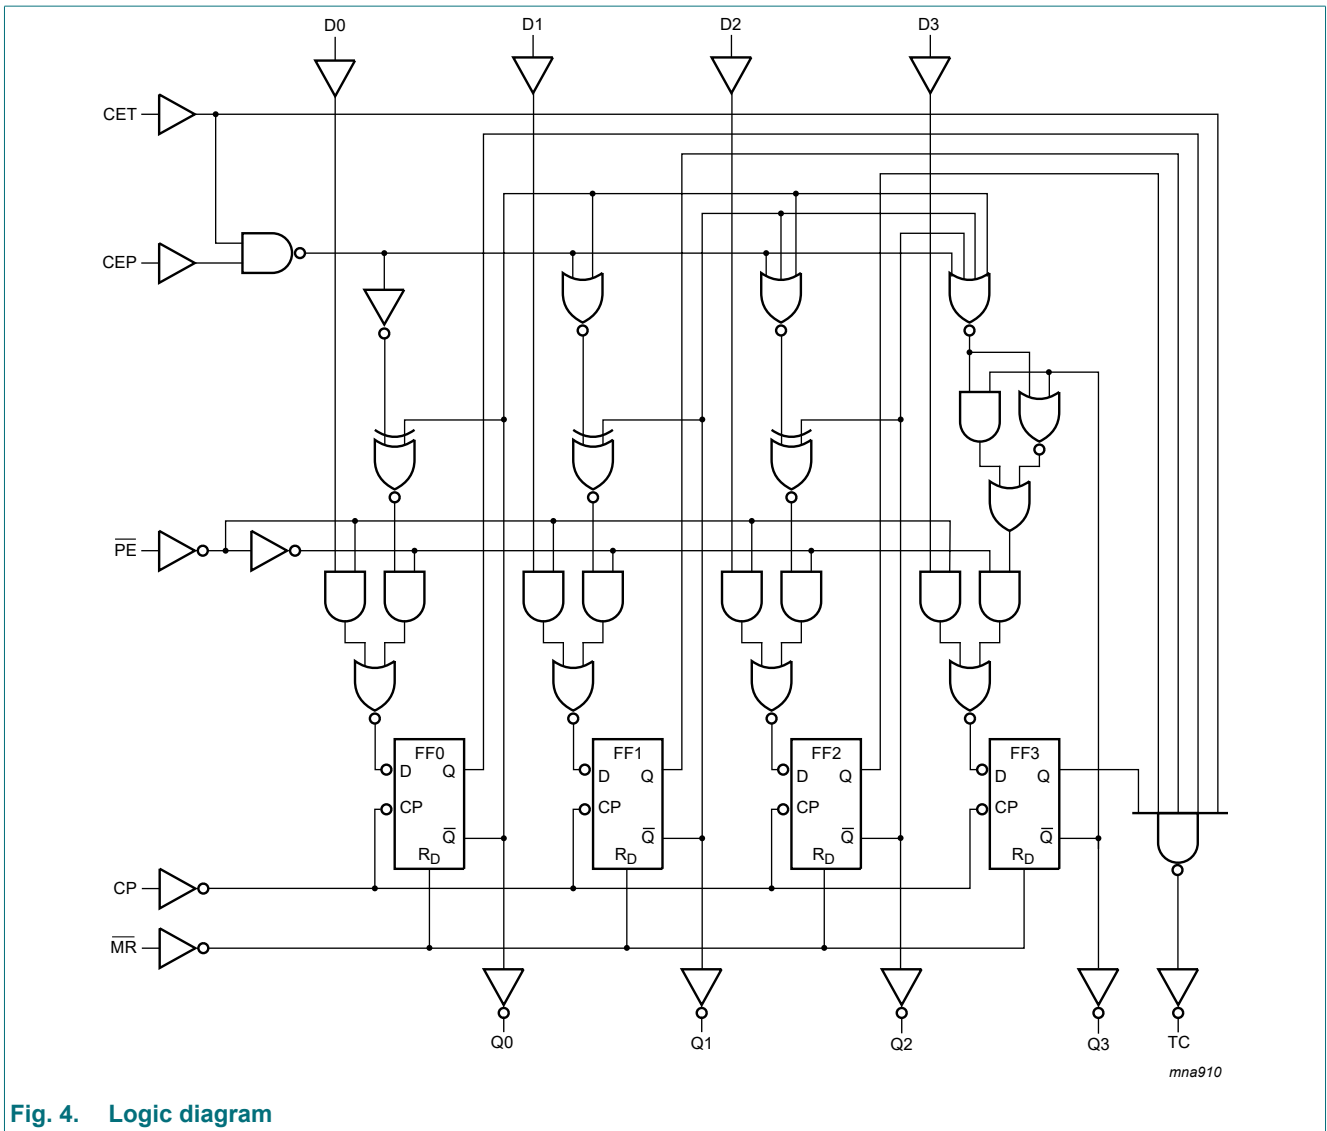 D0 D1 D2 D3
CET
CEP
PE
FF0 FF1 FF2 FF3
D Q D Q D Q D Q
CP CP CP CP
Q Q Q Q
RD RD RD RD
CP
MR
Q0 Q1 Q2 Q3 TC
mna910
Fig. 4. Logic diagram